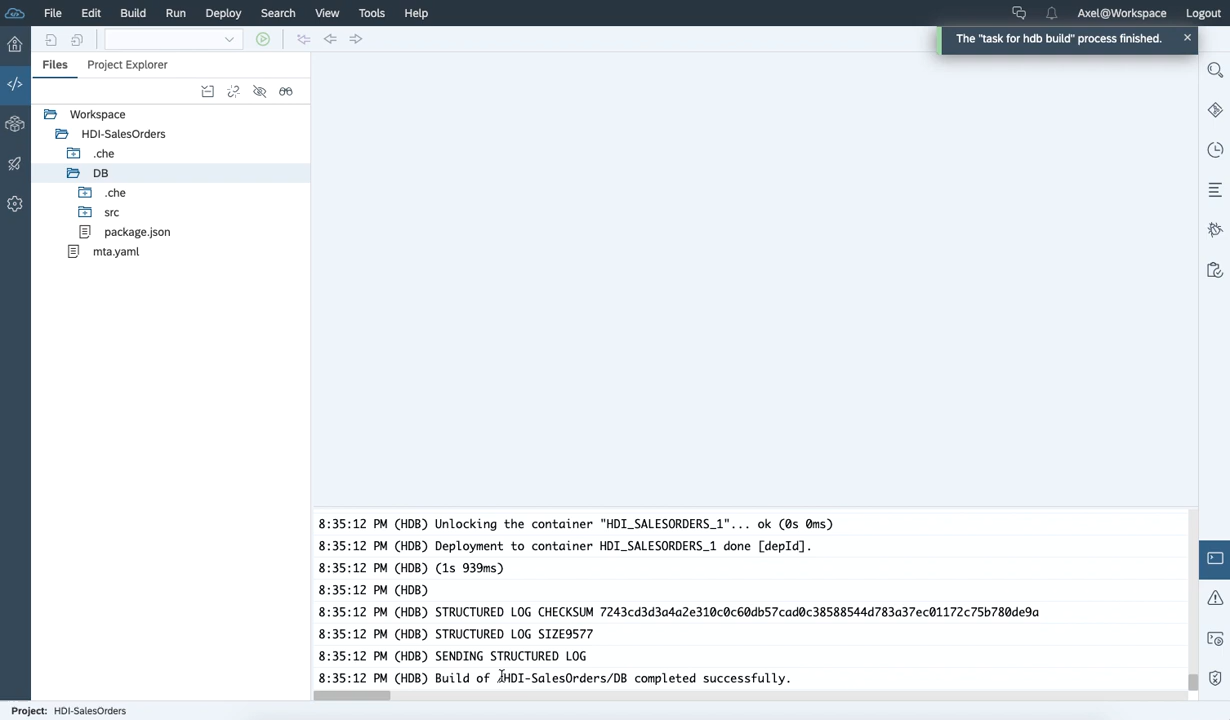 File Edit Build Run Deploy Search View Tools Help Axel@Workspace Logout
The "task for hdb build" process finished.
Files Project Explorer
Workspace
HDI-SalesOrders
.che
DB
.che
src
package.json
mta.yaml
8:35:12 PM (HDB) Unlocking the container "HDI_SALESORDERS_1"... ok (0s 0ms)
8:35:12 PM (HDB) Deployment to container HDI_SALESORDERS_1 done [depId].
8:35:12 PM (HDB) (1s 939ms)
8:35:12 PM (HDB)
8:35:12 PM (HDB) STRUCTURED LOG CHECKSUM 7243cd3d3a4a2e310c0c60db57cad0c38588544d783a37ec01172c75b780de9a
8:35:12 PM (HDB) STRUCTURED LOG SIZE9577
8:35:12 PM (HDB) SENDING STRUCTURED LOG
8:35:12 PM (HDB) Build of /HDI-SalesOrders/DB completed successfully.
Project: HDI-SalesOrders